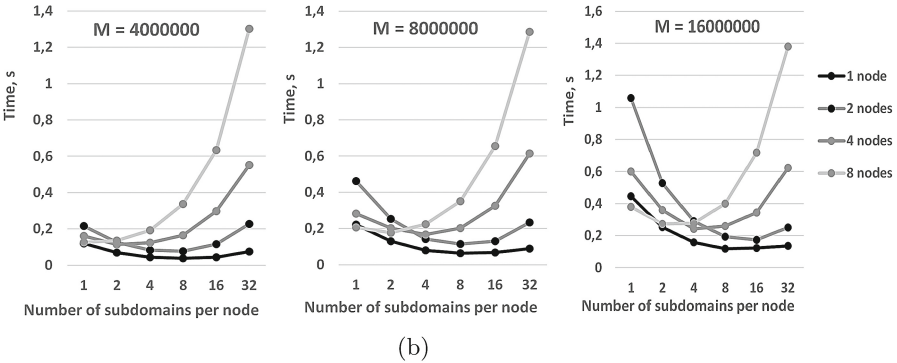 1,4
1,2
1
0,8
0,6
0,4
0,2
0
Time, s
M = 4000000
1 2 4 8 16 32
Number of subdomains per node
1,4
1,2
1
0,8
0,6
0,4
0,2
0
Time, s
M = 8000000
1 2 4 8 16 32
Number of subdomains per node
1,6
1,4
1,2
1
0,8
0,6
0,4
0,2
0
Time, s
M = 16000000
1 2 4 8 16 32
Number of subdomains per node
1 node
2 nodes
4 nodes
8 nodes
(b)